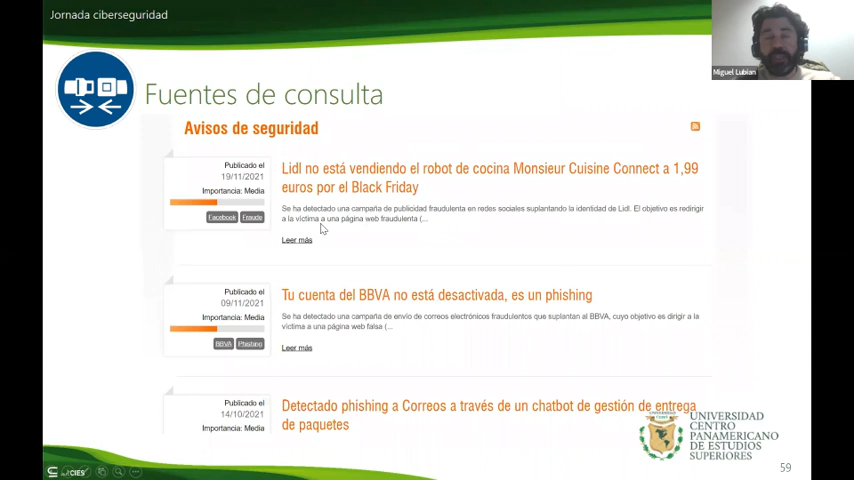 Jornada ciberseguridad
Miguel Lubian
Fuentes de consulta
Avisos de seguridad
Publicado el
19/11/2021
Importancia: Media
Facebook
Fraude
Lidl no está vendiendo el robot de cocina Monsieur Cuisine Connect a 1,99
euros por el Black Friday
Se ha detectado una campaña de publicidad fraudulenta en redes sociales suplantando la identidad de Lidl. El objetivo es redirigir
a la víctima a una página web fraudulenta (...
Leer más
Publicado el
09/11/2021
Importancia: Media
BBVA
Phishing
Tu cuenta del BBVA no está desactivada, es un phishing
Se ha detectado una campaña de envío de correos electrónicos fraudulentos que suplantan al BBVA, cuyo objetivo es dirigir a la
víctima a una página web falsa (...
Leer más
Publicado el
14/10/2021
Importancia: Media
Detectado phishing a Correos a través de un chatbot de gestión de entrega
de paquetes
UNIVERSIDAD
CENTRO
PANAMERICANO
DE ESTUDIOS
SUPERIORES
59